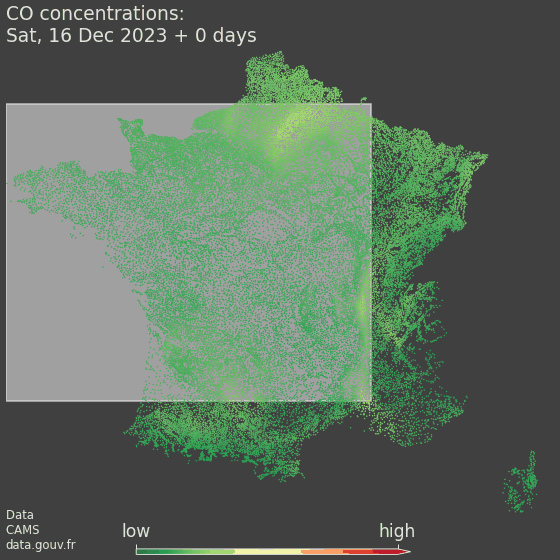 CO concentrations:
Sat, 16 Dec 2023 + 0 days
Data
CAMS
data.gouv.fr
low
high